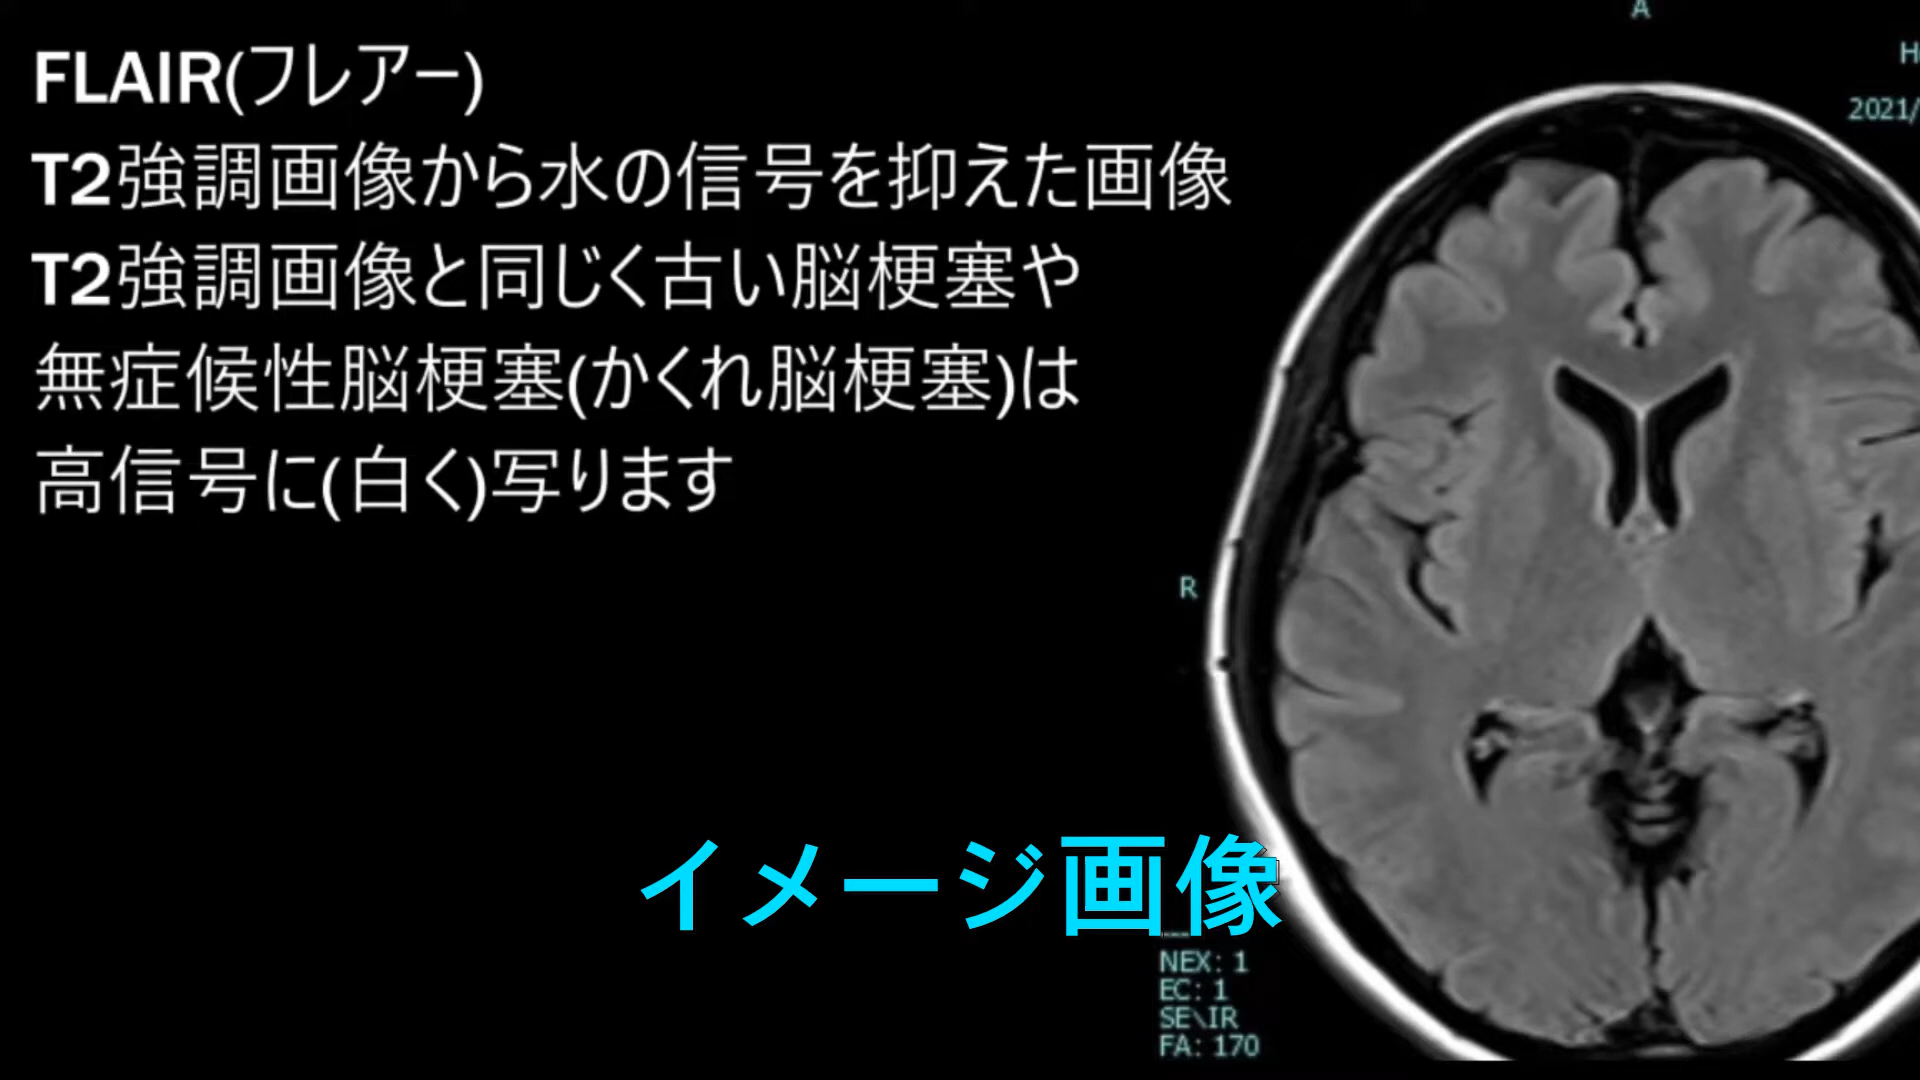 FLAIR(フレアー)
T2強調画像から水の信号を抑えた画像
T2強調画像と同じく古い脳梗塞や
無症候性脳梗塞(かくれ脳梗塞)は
高信号に(白く)写ります
A
H
2021/
R
イメージ画像
NEX: 1
EC: 1
SE\IR
FA: 170